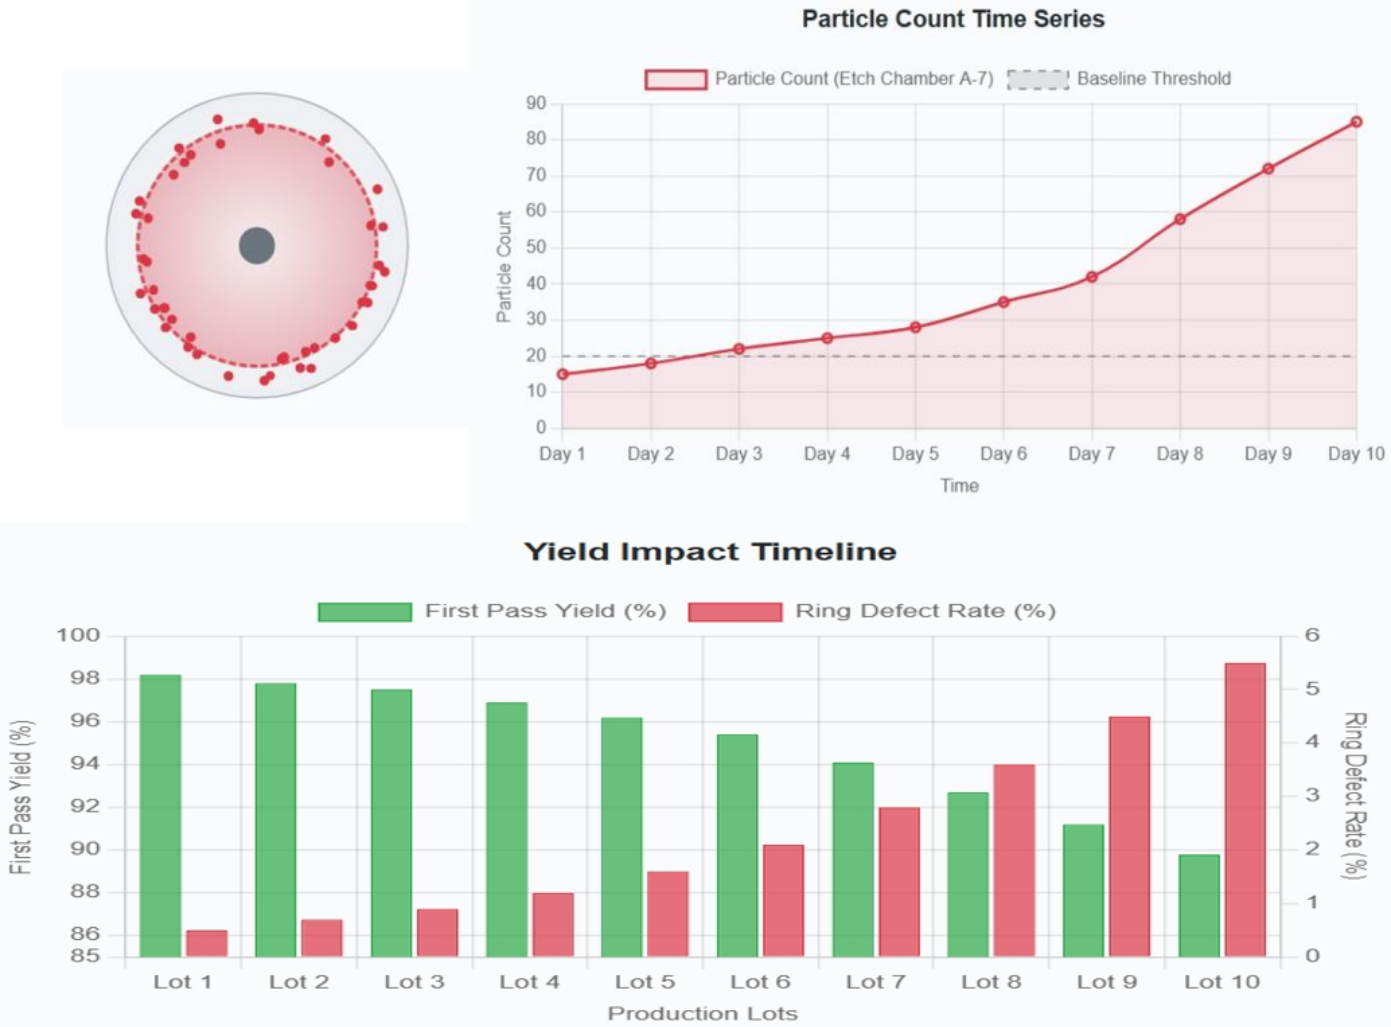 Particle Count Time Series
Particle Count (Etch Chamber A-7) Baseline Threshold
Particle Count
90
80
70
60
50
40
30
20
10
0
Day 1 Day 2 Day 3 Day 4 Day 5 Day 6 Day 7 Day 8 Day 9 Day 10
Time
Yield Impact Timeline
First Pass Yield (%) Ring Defect Rate (%)
First Pass Yield (%)
100
98
96
94
92
90
88
86
85
6
5
4
3
2
1
0
Ring Defect Rate (%)
Lot 1 Lot 2 Lot 3 Lot 4 Lot 5 Lot 6 Lot 7 Lot 8 Lot 9 Lot 10
Production Lots